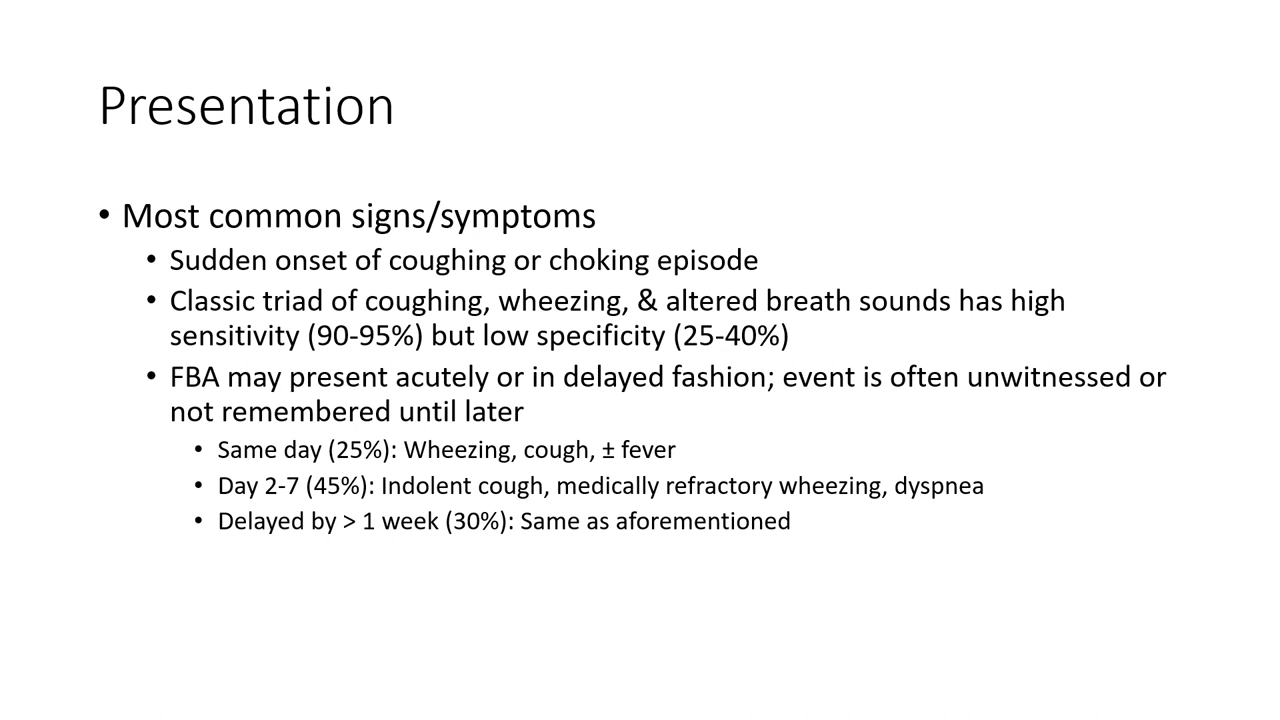 Presentation
• Most common signs/symptoms
• Sudden onset of coughing or choking episode
• Classic triad of coughing, wheezing, & altered breath sounds has high
sensitivity (90-95%) but low specificity (25-40%)
• FBA may present acutely or in delayed fashion; event is often unwitnessed or
not remembered until later
• Same day (25%): Wheezing, cough, ± fever
• Day 2-7 (45%): Indolent cough, medically refractory wheezing, dyspnea
• Delayed by > 1 week (30%): Same as aforementioned